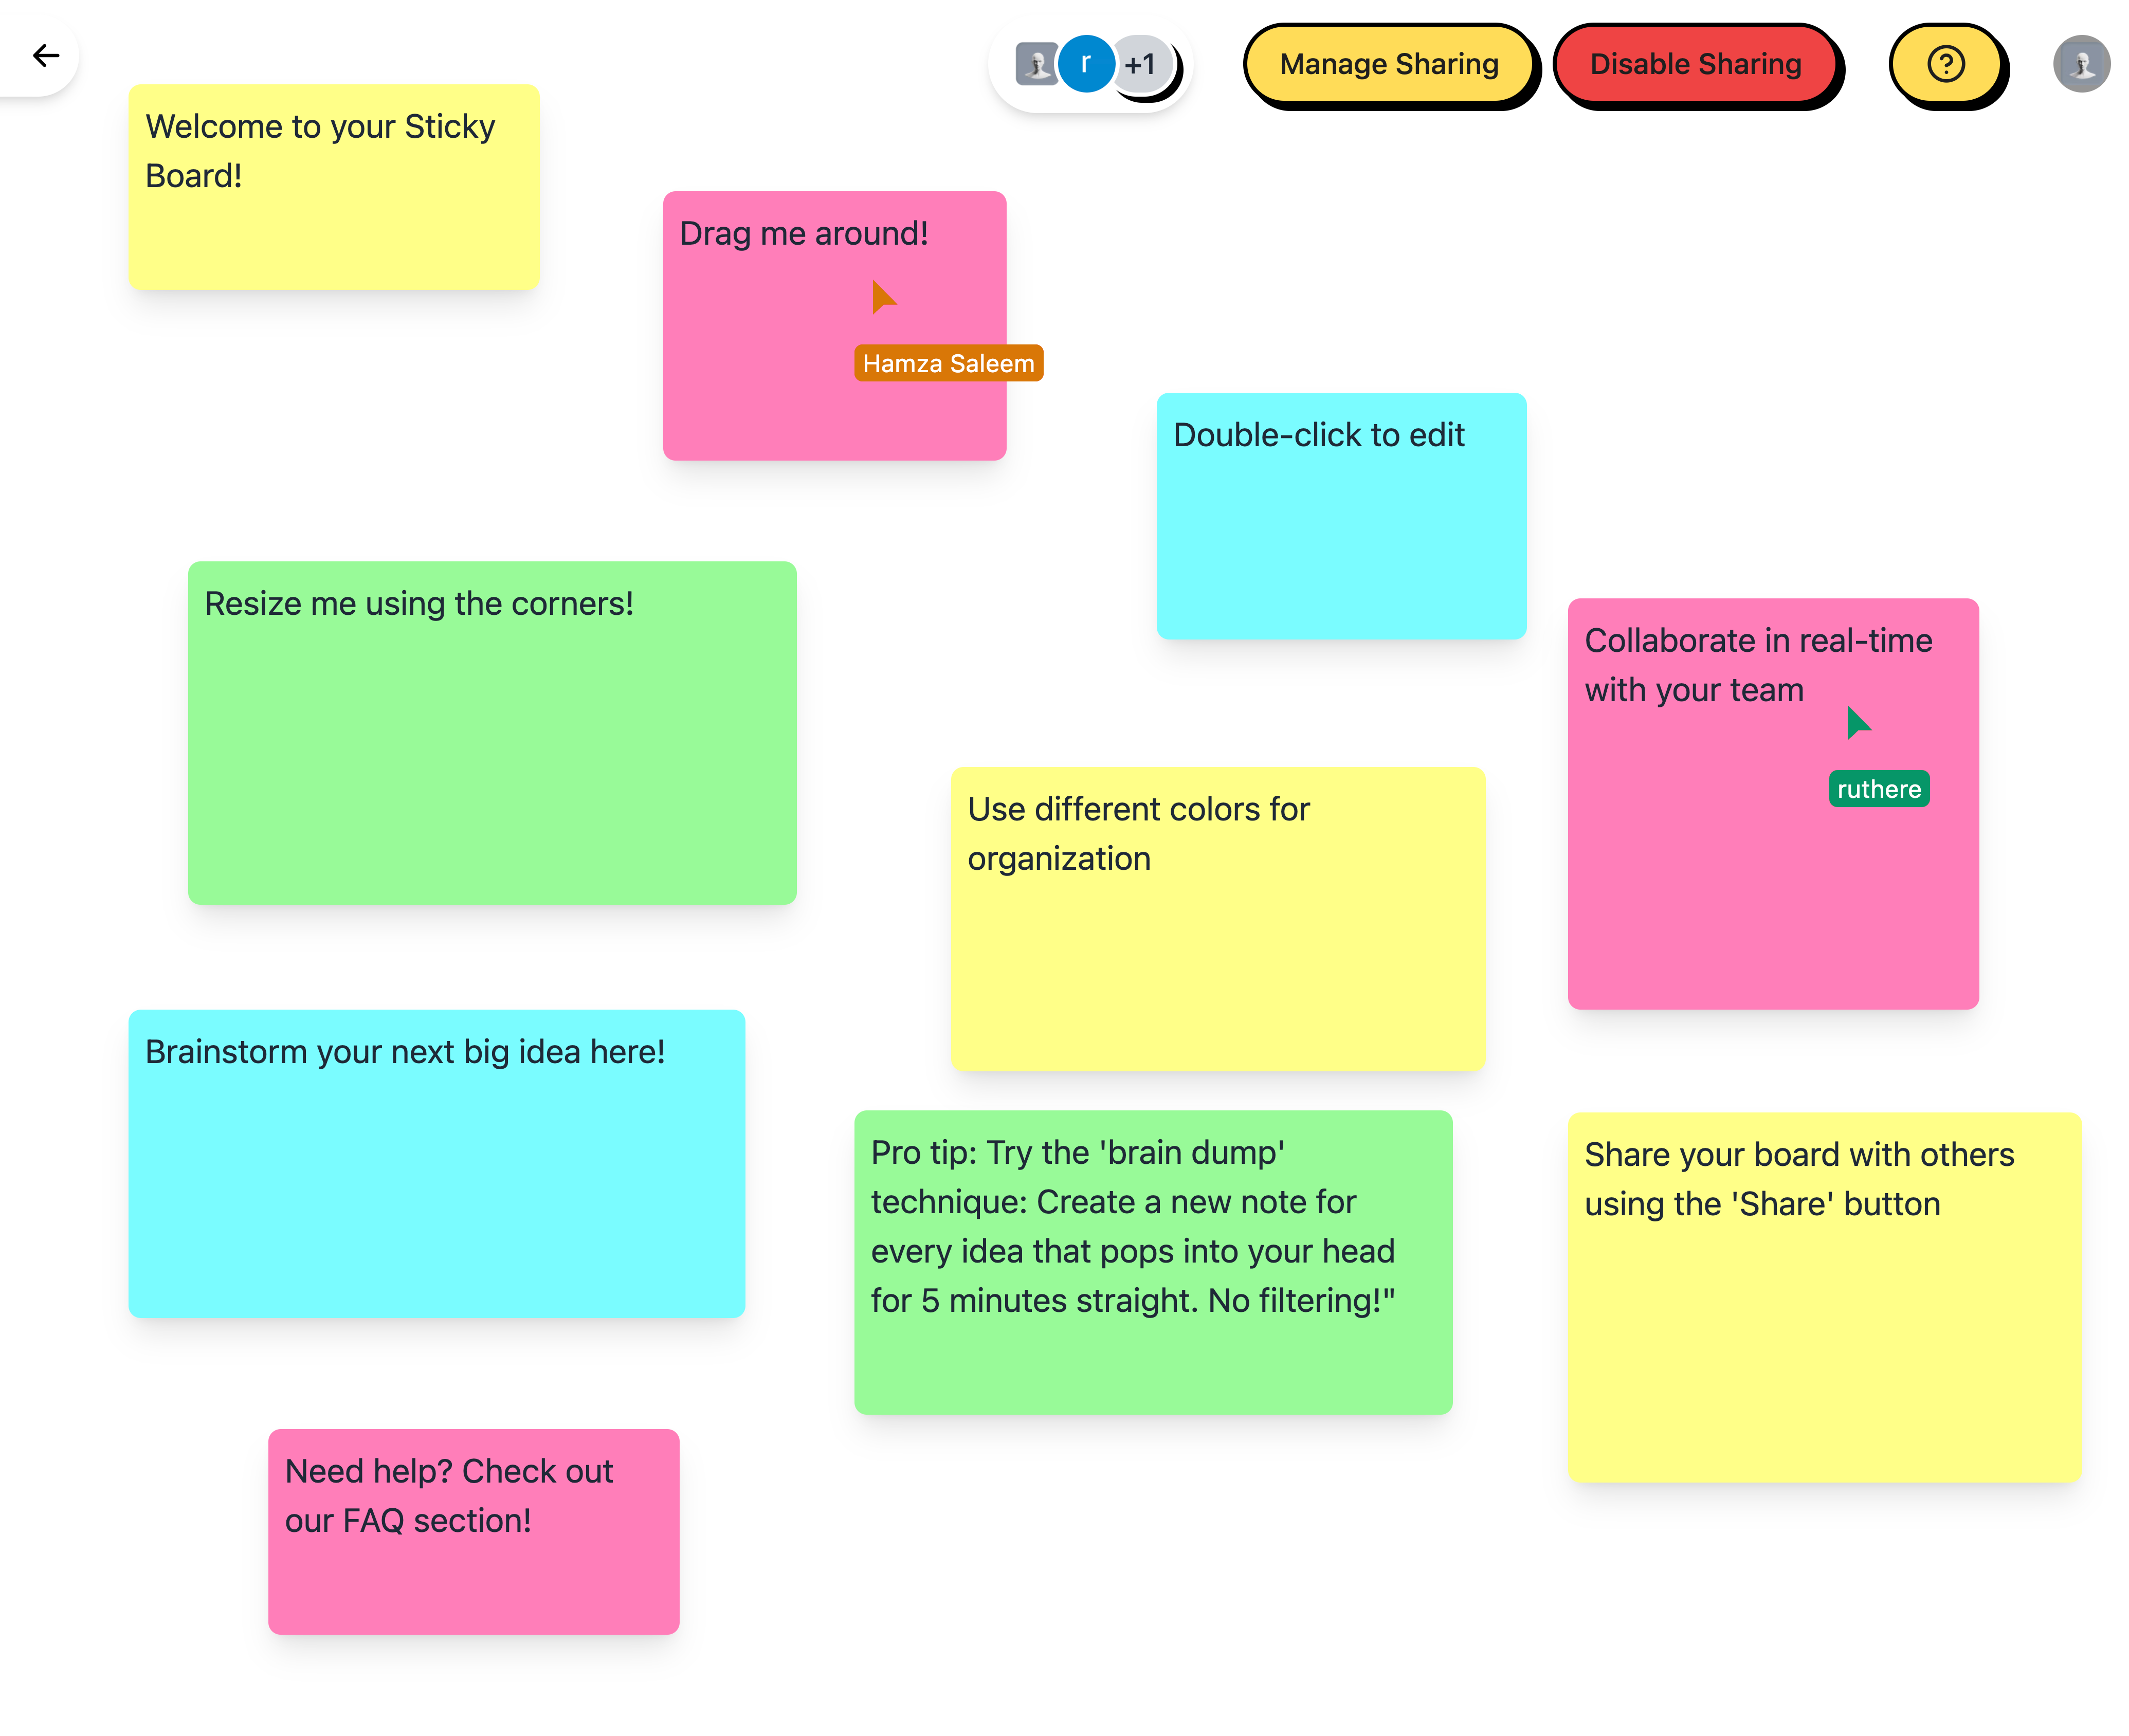 r
+1
Manage Sharing
Disable Sharing
?
Welcome to your Sticky
Board!
Drag me around!
Hamza Saleem
Double-click to edit
Resize me using the corners!
Collaborate in real-time
with your team
ruthere
Use different colors for
organization
Brainstorm your next big idea here!
Pro tip: Try the 'brain dump'
technique: Create a new note for
every idea that pops into your head
for 5 minutes straight. No filtering!"
Share your board with others
using the 'Share' button
Need help? Check out
our FAQ section!